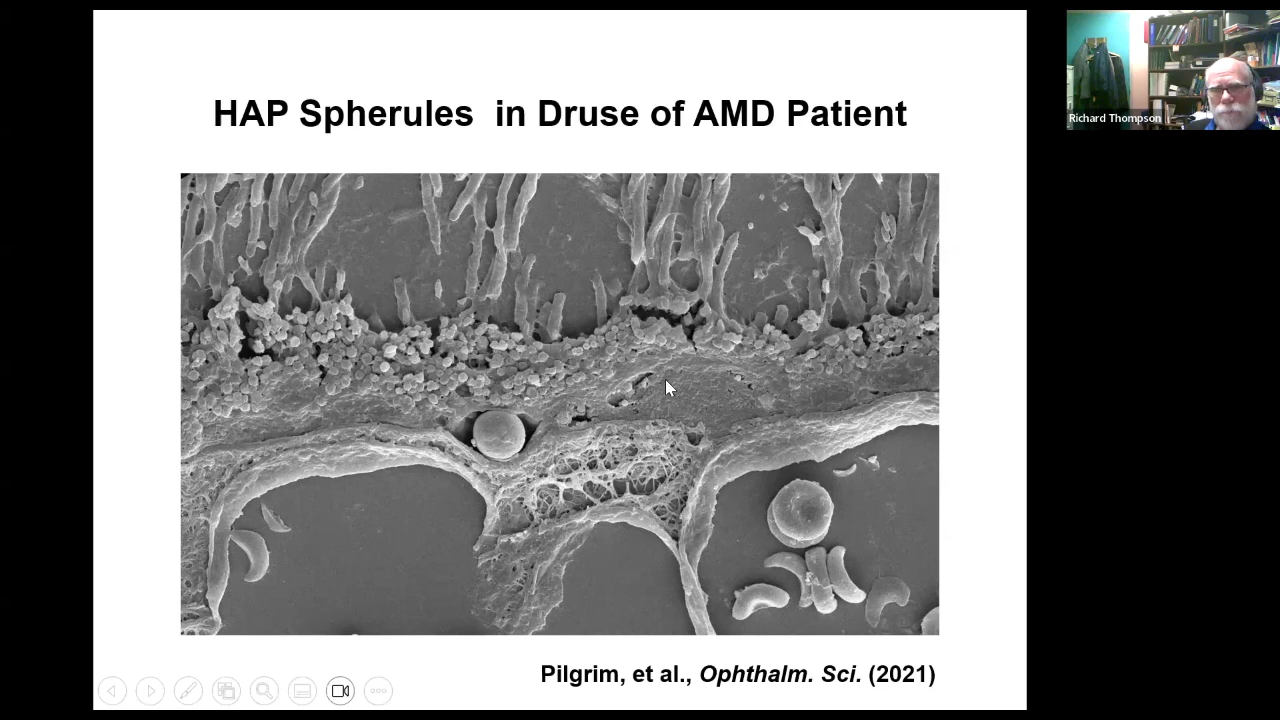 HAP Spherules  in Druse of AMD Patient
Richard Thompson
Pilgrim, et al., Ophthalm. Sci. (2021)